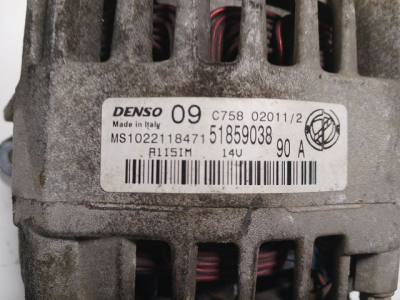 DENSO 09 C758 02011/2
Made in Italy
MS1022118471 51859038
A115IM 14V 90 A